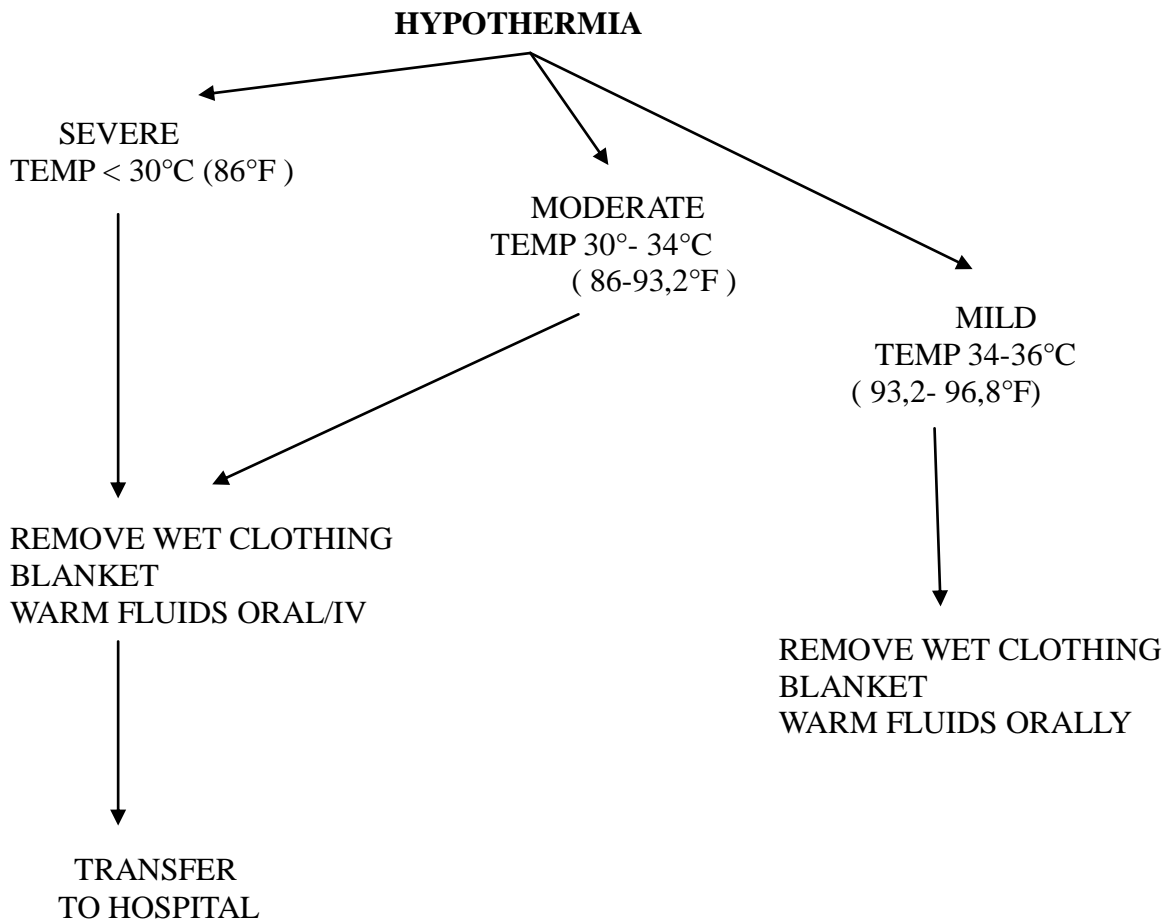 HYPOTHERMIA
SEVERE
TEMP < 30°C (86°F )
MODERATE
TEMP 30°- 34°C
( 86-93,2°F )
MILD
TEMP 34-36°C
( 93,2- 96,8°F)
REMOVE WET CLOTHING
BLANKET
WARM FLUIDS ORAL/IV
REMOVE WET CLOTHING
BLANKET
WARM FLUIDS ORALLY
TRANSFER
TO HOSPITAL